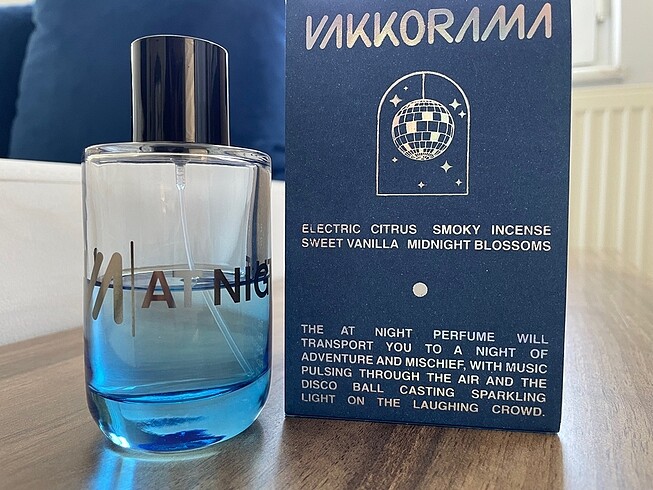 VAKKORAMA
ELECTRIC CITRUS SMOKY INCENSE
SWEET VANILLA MIDNIGHT BLOSSOMS
THE AT NIGHT PERFUME WILL
TRANSPORT YOU TO A NIGHT OF
ADVENTURE AND MISCHIEF, WITH MUSIC
PULSING THROUGH THE AIR AND THE
DISCO BALL CASTING SPARKLING
LIGHT ON THE LAUGHING CROWD.
AT NIG